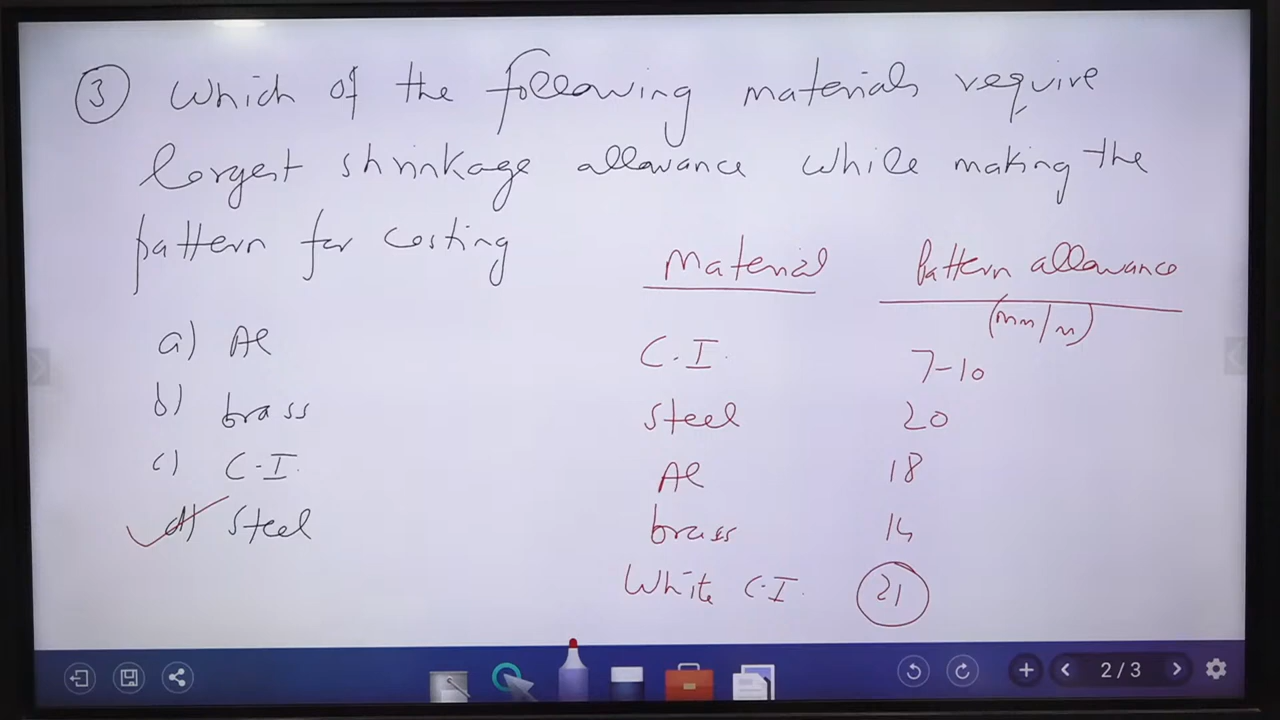 3 Which of the following materials require
largest shrinkage allowance while making the
pattern for casting
a) Al
b) brass
c) C.I.
d) Steel
Material Pattern allowance
(mm/m)
C.I. 7-10
Steel 20
Al 18
brass 14
White C.I. 21
2/3